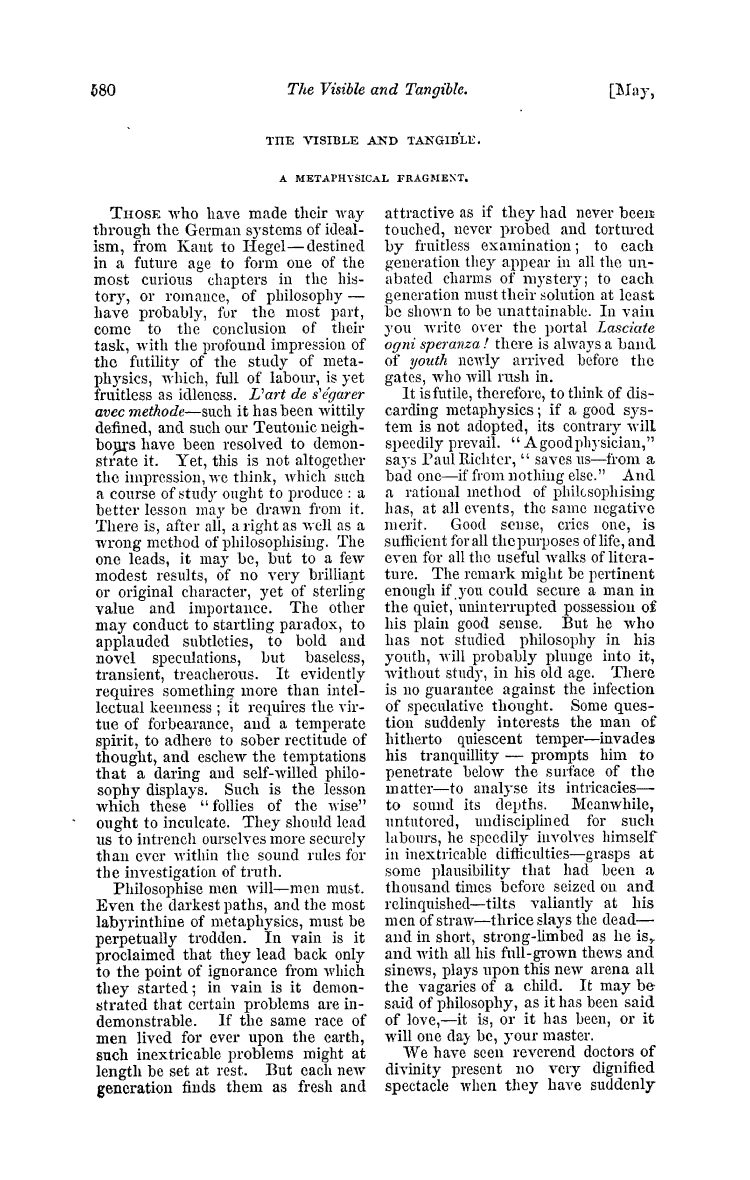 580 The Visible and Tangible. [May,
THE VISIBLE AND TANGIBLE.
A METAPHYSICAL FRAGMENT.
THOSE who have made their way
through the German systems of ideal-
ism, from Kant to Hegel—destined
in a future age to form one of the
most curious chapters in the his-
tory, or romance, of philosophy —
have probably, for the most part,
come to the conclusion of their
task, with the profound impression of
the futility of the study of meta-
physics, which, full of labour, is yet
fruitless as idleness. L'art de s'égarer
avec methode—such it has been wittily
defined, and such our Teutonic neigh-
bours have been resolved to demon-
strate it. Yet, this is not altogether
the impression, we think, which such
a course of study ought to produce : a
better lesson may be drawn from it.
There is, after all, a right as well as a
wrong method of philosophising. The
one leads, it may be, but to a few
modest results, of no very brilliant
or original character, yet of sterling
value and importance. The other
may conduct to startling paradox, to
applauded subtleties, to bold and
novel speculations, but baseless,
transient, treacherous. It evidently
requires something more than intel-
lectual keenness ; it requires the vir-
tue of forbearance, and a temperate
spirit, to adhere to sober rectitude of
thought, and eschew the temptations
that a daring and self-willed philo-
sophy displays. Such is the lesson
which these "follies of the wise"
ought to inculcate. They should lead
us to intrench ourselves more securely
than ever within the sound rules for
the investigation of truth.
Philosophise men will—men must.
Even the darkest paths, and the most
labyrinthine of metaphysics, must be
perpetually trodden. In vain is it
proclaimed that they lead back only
to the point of ignorance from which
they started ; in vain is it demon-
strated that certain problems are in-
demonstrable. If the same race of
men lived for ever upon the earth,
such inextricable problems might at
length be set at rest. But each new
generation finds them as fresh and
attractive as if they had never been
touched, never probed and tortured
by fruitless examination ; to each
generation they appear in all the un-
abated charms of mystery; to each
generation must their solution at least
be shown to be unattainable. In vain
you write over the portal Lasciate
ogni speranza! there is always a band
of youth newly arrived before the
gates, who will rush in.
It is futile, therefore, to think of dis-
carding metaphysics ; if a good sys-
tem is not adopted, its contrary will
speedily prevail. "A good physician,"
says Paul Richter, "saves us—from a
bad one—if from nothing else." And
a rational method of philosophising
has, at all events, the same negative
merit. Good sense, cries one, is
sufficient for all the purposes of life, and
even for all the useful walks of litera-
ture. The remark might be pertinent
enough if you could secure a man in
the quiet, uninterrupted possession of
his plain good sense. But he who
has not studied philosophy in his
youth, will probably plunge into it,
without study, in his old age. There
is no guarantee against the infection
of speculative thought. Some ques-
tion suddenly interests the man of
hitherto quiescent temper—invades
his tranquillity — prompts him to
penetrate below the surface of the
matter—to analyse its intricacies—
to sound its depths. Meanwhile,
untutored, undisciplined for such
labours, he speedily involves himself
in inextricable difficulties—grasps at
some plausibility that had been a
thousand times before seized on and
relinquished—tilts valiantly at his
men of straw—thrice slays the dead—
and in short, strong-limbed as he is,
and with all his full-grown thews and
sinews, plays upon this new arena all
the vagaries of a child. It may be
said of philosophy, as it has been said
of love,—it is, or it has been, or it
will one day be, your master.
We have seen reverend doctors of
divinity present no very dignified
spectacle when they have suddenly